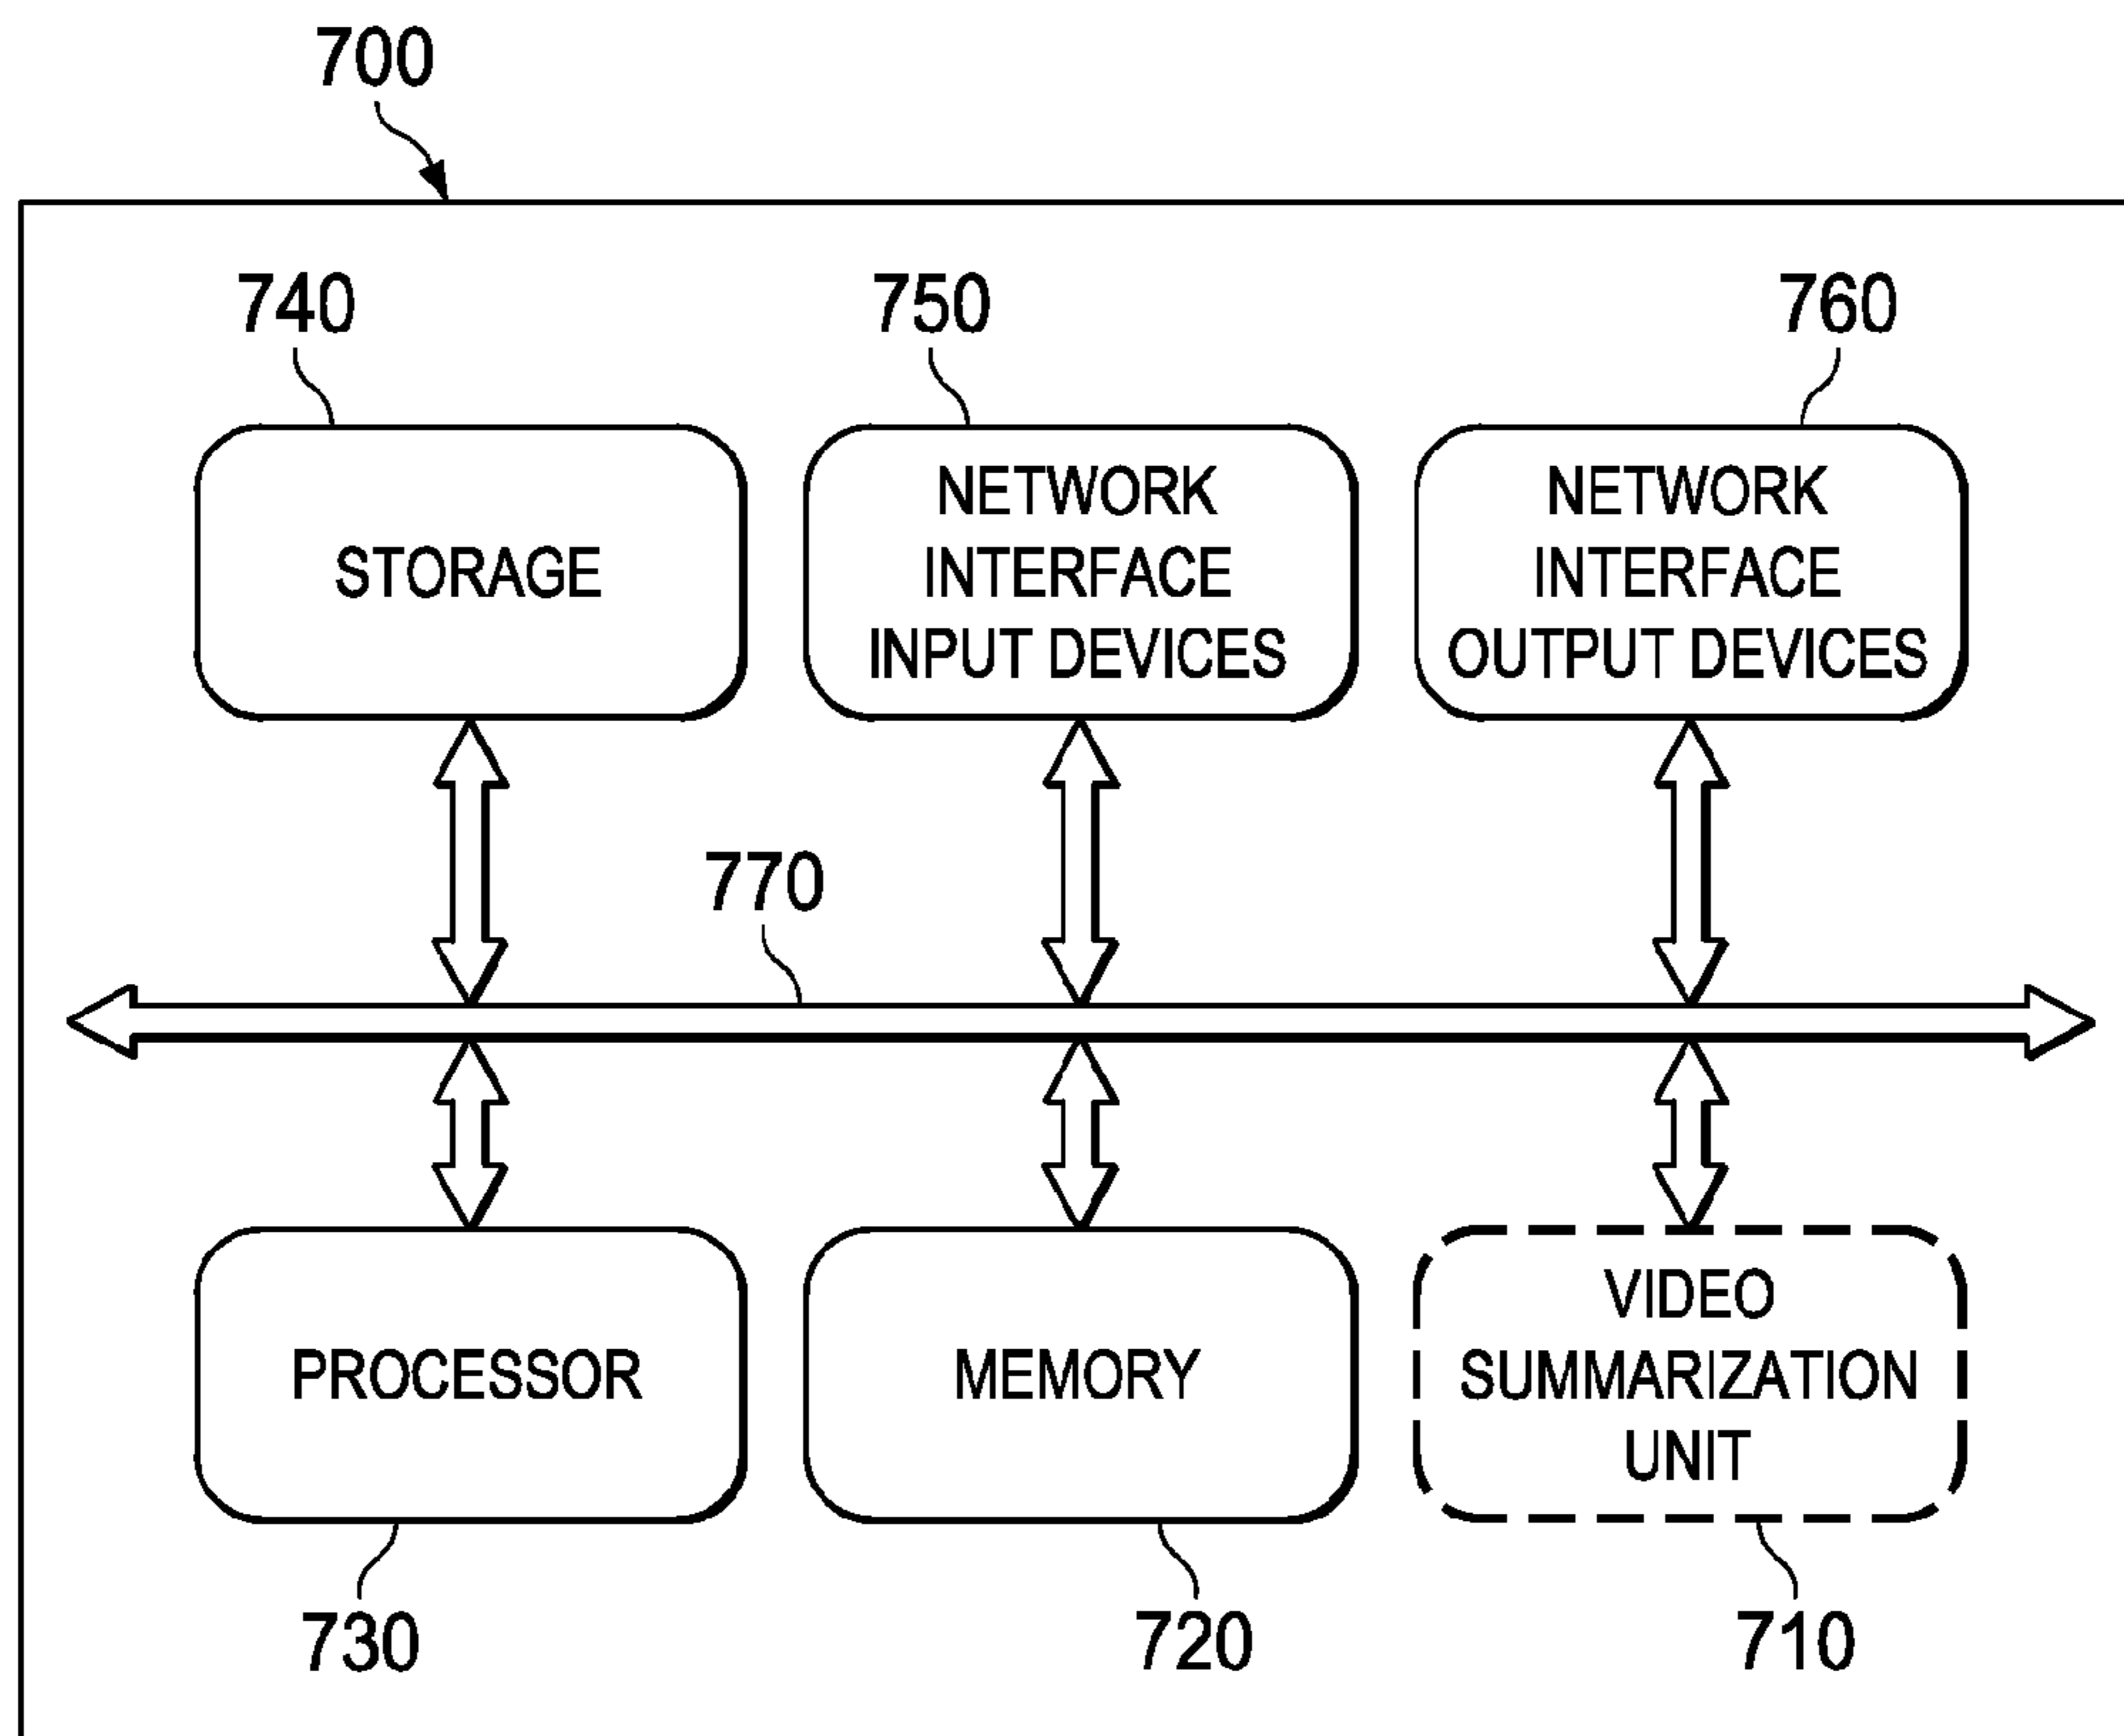 700
740
750
760
STORAGE
NETWORK
INTERFACE
INPUT DEVICES
NETWORK
INTERFACE
OUTPUT DEVICES
770
PROCESSOR
MEMORY
VIDEO
SUMMARIZATION
UNIT
730
720
710